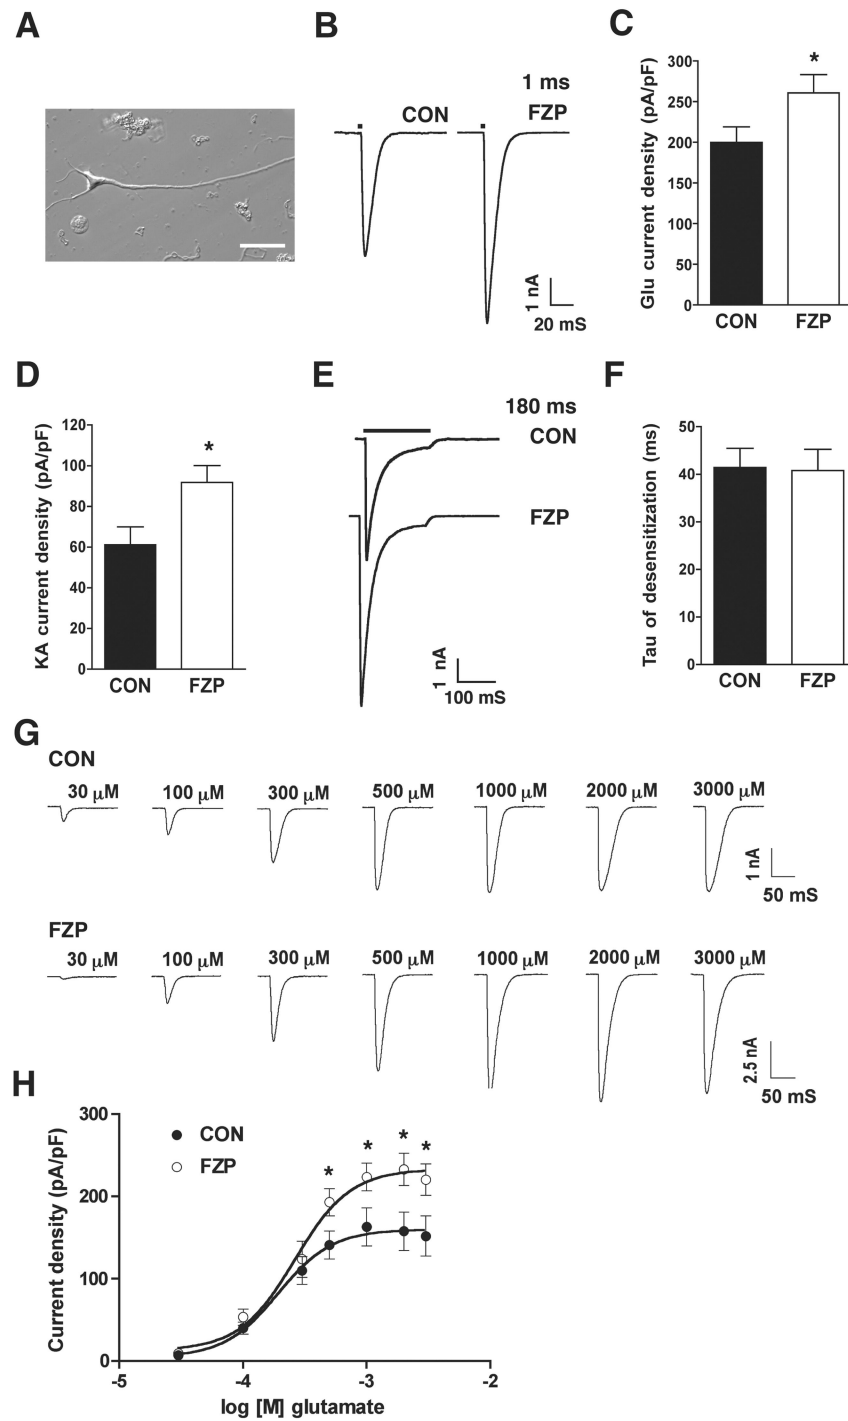 A
B
1 ms
CON
FZP
1 nA
20 mS
C
Glu current density (pA/pF)
300
250
200
150
100
50
0
*
CON
FZP
D
KA current density (pA/pF)
120
100
80
60
40
20
0
*
CON
FZP
E
180 ms
CON
FZP
1 nA
100 mS
F
Tau of desensitization (ms)
50
40
30
20
10
0
CON
FZP
G
CON
30 μM 100 μM 300 μM 500 μM 1000 μM 2000 μM 3000 μM
1 nA
50 mS
FZP
30 μM 100 μM 300 μM 500 μM 1000 μM 2000 μM 3000 μM
2.5 nA
50 mS
H
Current density (pA/pF)
300
200
100
0
CON
FZP
* * * *
-5 -4 -3 -2
log [M] glutamate